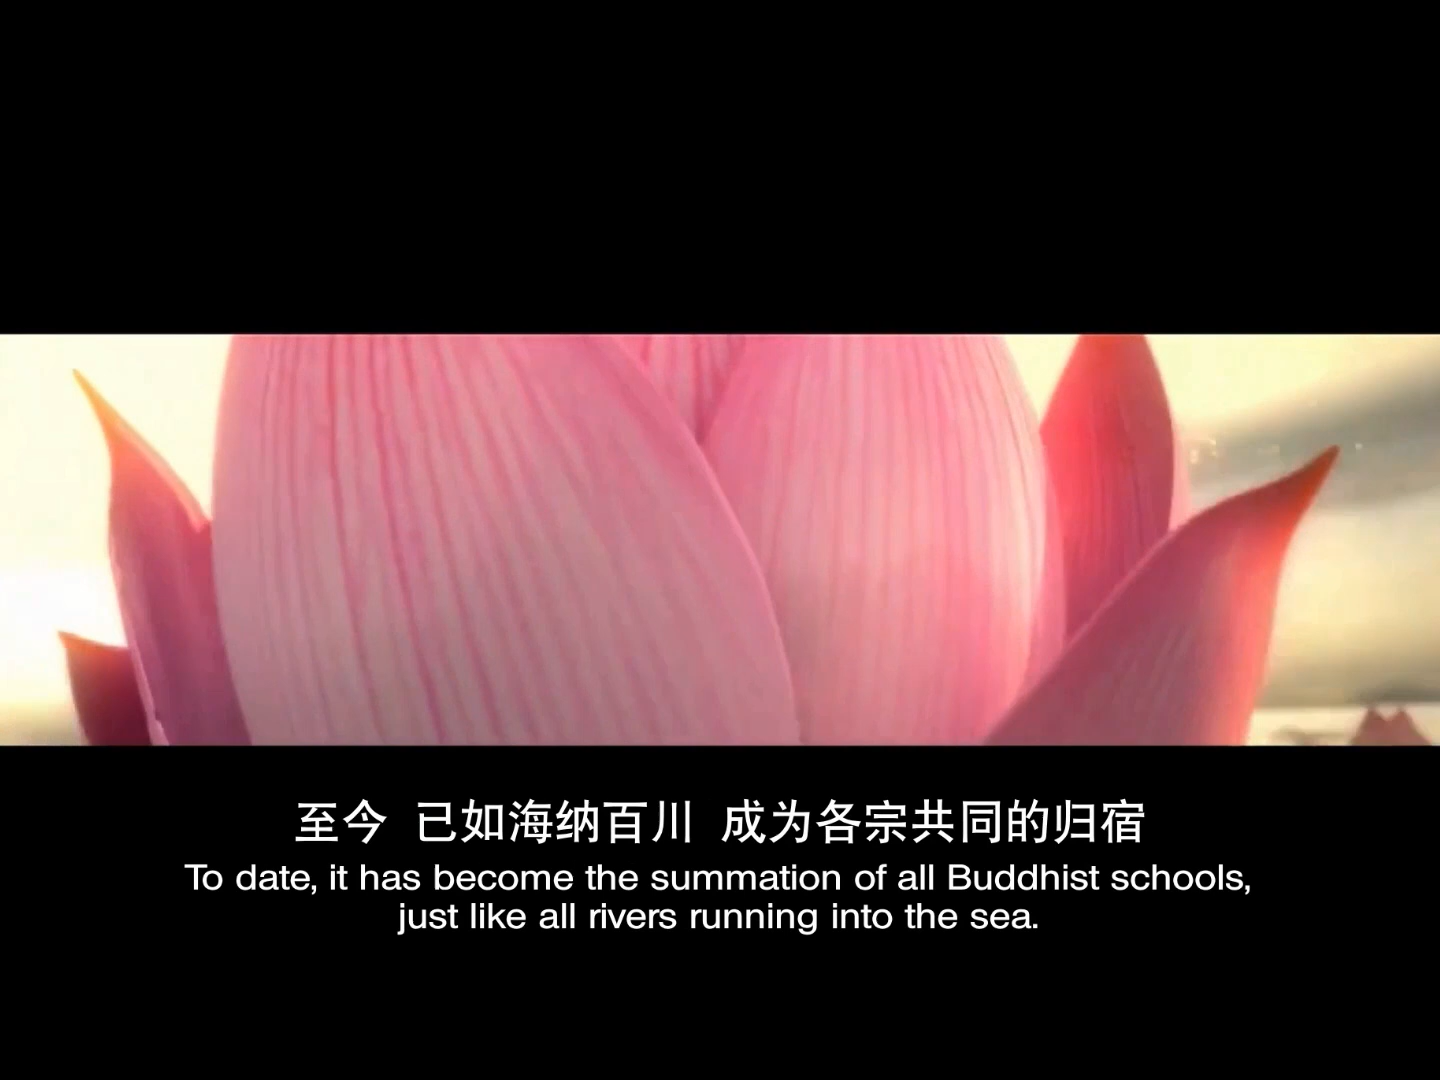 至今 已如海纳百川 成为各宗共同的归宿
To date, it has become the summation of all Buddhist schools,
just like all rivers running into the sea.